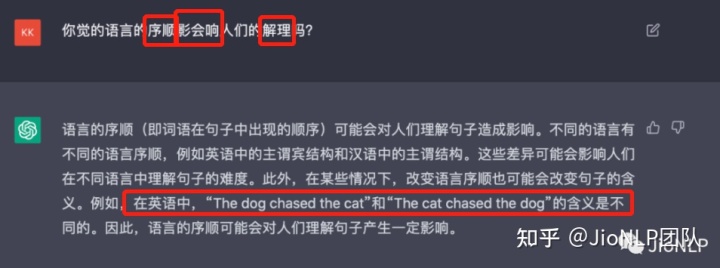 KK
你觉的语言的序顺影会响人们的解理吗?
语言的序顺（即词语在句子中出现的顺序）可能会对人们理解句子造成影响。不同的语言有
不同的语言序顺，例如英语中的主谓宾结构和汉语中的主谓结构。这些差异可能会影响人们
在不同语言中理解句子的难度。此外，在某些情况下，改变语言序顺也可能会改变句子的含
义。例如，在英语中，“The dog chased the cat”和“The cat chased the dog”的含义是不
同的。因此，语言的序顺可能会对人们理解句子产生一定影响。
知乎 @JioNLP团队
JioNLP